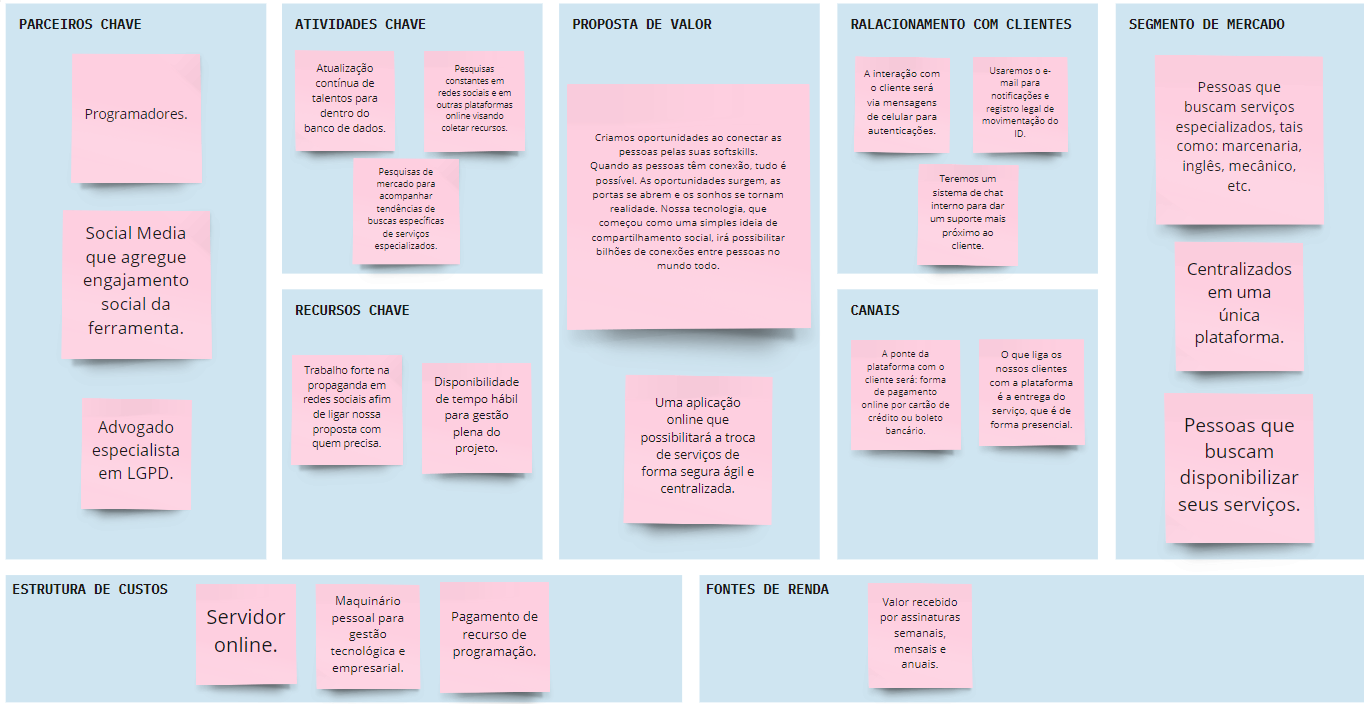 PARCEIROS CHAVE
Programadores.
Social Media
que agregue
engajamento
social da
ferramenta.
Advogado
especialista
em LGPD.
ATIVIDADES CHAVE
Atualização
contínua de
talentos para
dentro do
banco de dados.
Pesquisas
constantes em
redes sociais e em
outras plataformas
online visando
coletar recursos.
Pesquisas de
mercado para
acompanhar
tendências de
buscas específicas
de serviços
especializados.
RECURSOS CHAVE
Trabalho forte na
propaganda em
redes sociais afim
de ligar nossa
proposta com
quem precisa.
Disponibilidade
de tempo hábil
para gestão
plena do
projeto.
PROPOSTA DE VALOR
Criamos oportunidades ao conectar as
pessoas pelas suas softskills.
Quando as pessoas têm conexão, tudo é
possível. As oportunidades surgem, as
portas se abrem e os sonhos se tornam
realidade. Nossa tecnologia, que
começou como uma simples ideia de
compartilhamento social, irá possibilitar
bilhões de conexões entre pessoas no
mundo todo.
Uma aplicação
online que
possibilitará a troca
de serviços de
forma segura ágil e
centralizada.
RALACIONAMENTO COM CLIENTES
A interação com
o cliente será
via mensagens
de celular para
autenticações.
Usaremos o e-
mail para
notificações e
registro legal de
movimentação do
ID.
Teremos um
sistema de chat
interno para dar
um suporte mais
próximo ao
cliente.
CANAIS
A ponte da
plataforma com o
cliente será: forma
de pagamento
online por cartão de
crédito ou boleto
bancário.
O que liga os
nossos clientes
com a plataforma
é a entrega do
serviço, que é de
forma presencial.
SEGMENTO DE MERCADO
Pessoas que
buscam serviços
especializados, tais
como: marcenaria,
inglês, mecânico,
etc.
Centralizados
em uma
única
plataforma.
Pessoas que
buscam
disponibilizar
seus serviços.
ESTRUTURA DE CUSTOS
Servidor
online.
Maquinário
pessoal para
gestão
tecnológica e
empresarial.
Pagamento de
recurso de
programação.
FONTES DE RENDA
Valor recebido
por assinaturas
semanais,
mensais e
anuais.